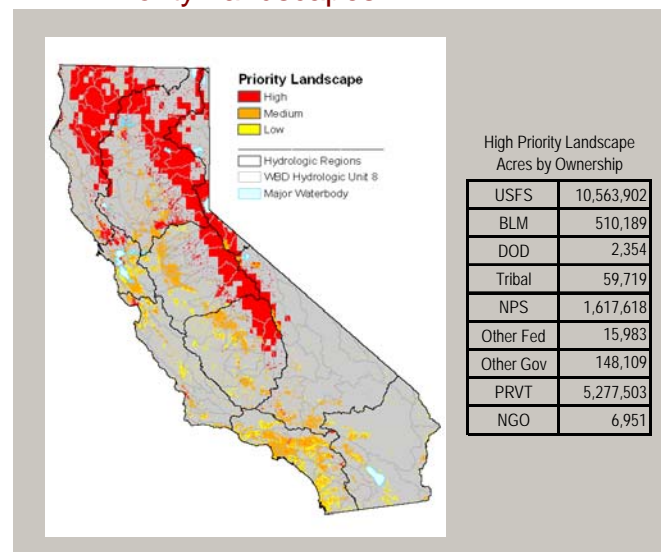 Priority Landscape
High
Medium
Low
Hydrologic Regions
WBD Hydrologic Unit 8
Major Waterbody
High Priority Landscape
Acres by Ownership
USFS 10,563,902
BLM 510,189
DOD 2,354
Tribal 59,719
NPS 1,617,618
Other Fed 15,983
Other Gov 148,109
PRVT 5,277,503
NGO 6,951